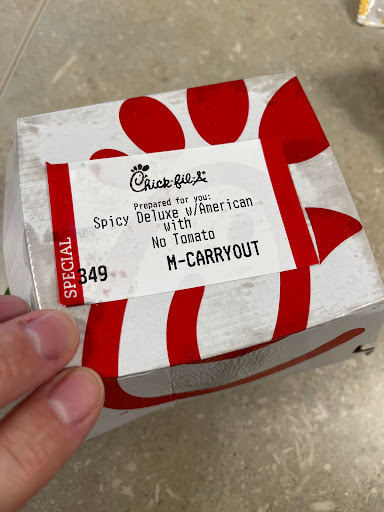 Chick-fil-A
Prepared for you:
Spicy Deluxe w/American
with
No Tomato
M-CARRYOUT
SPECIAL
349